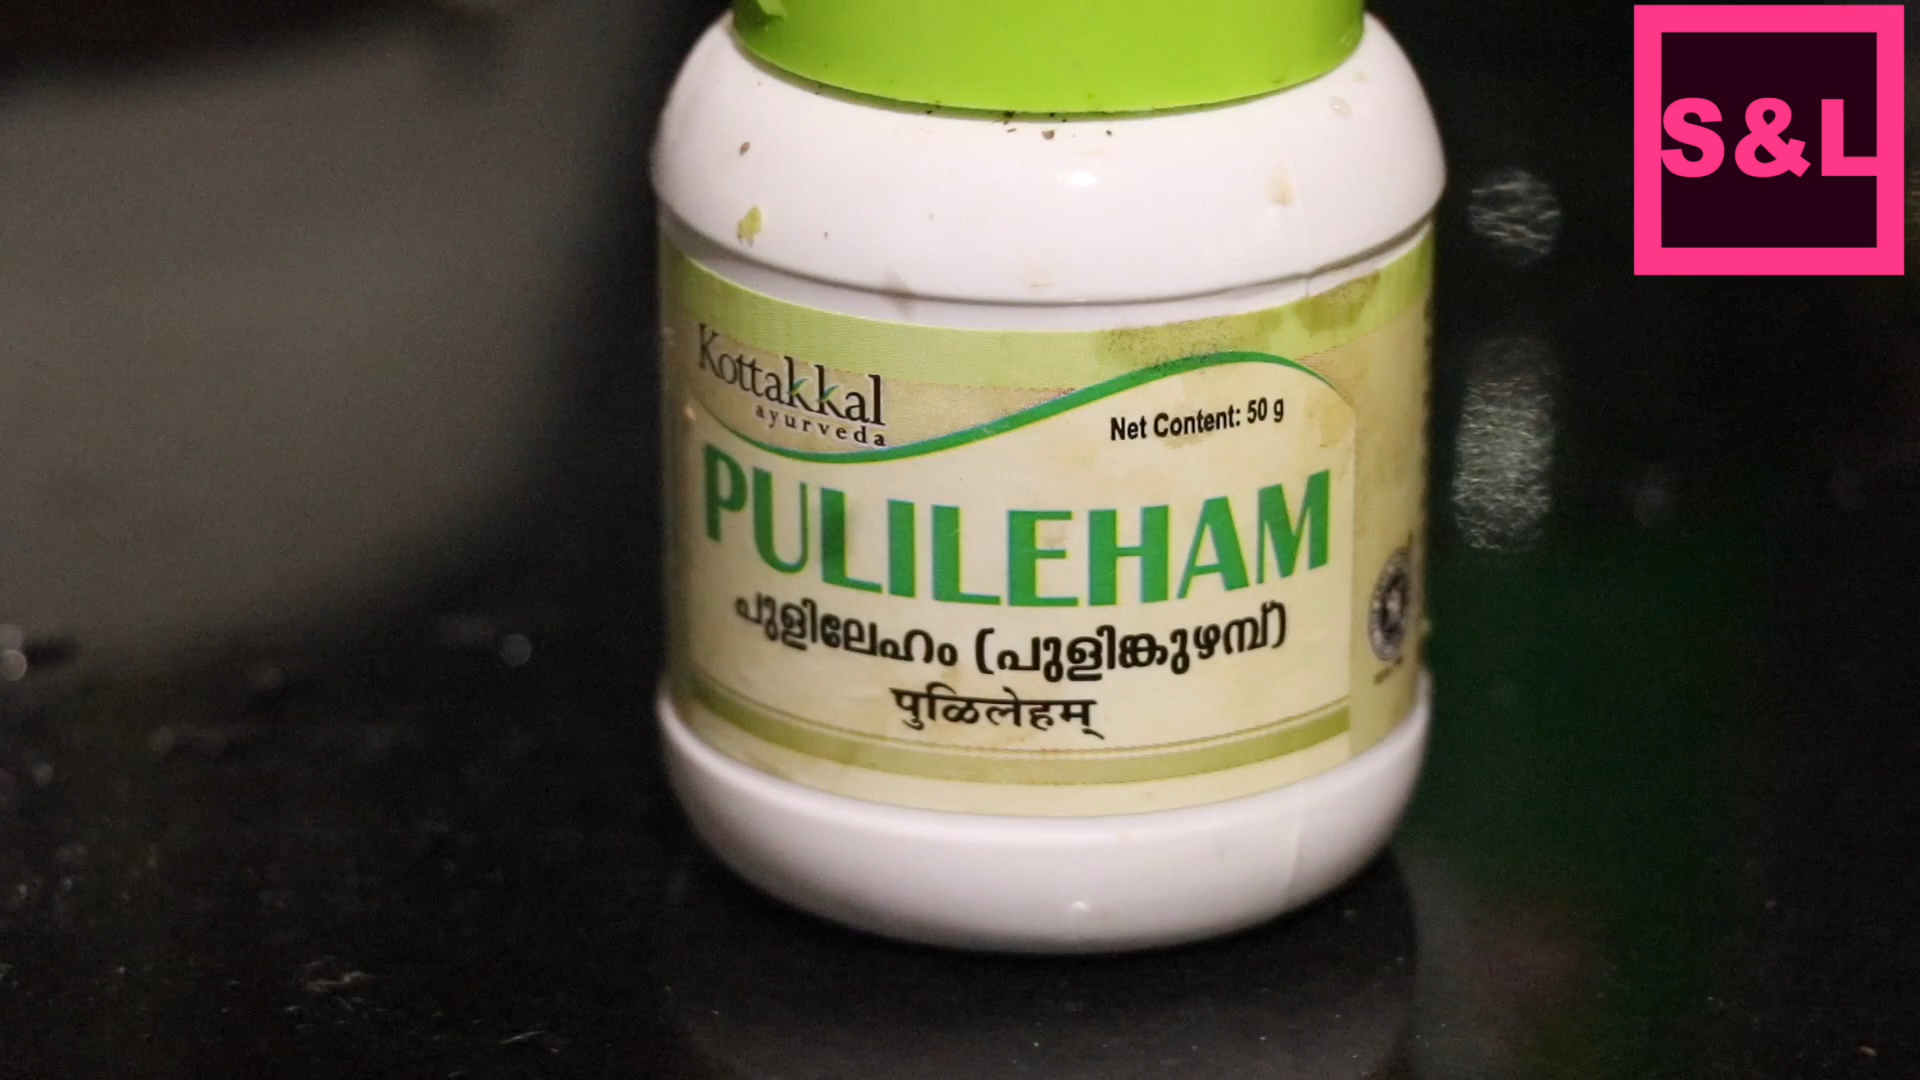 S&L
Kottakkal
ayurveda
Net Content: 50 g
PULILEHAM
പുളിലേഹം (പുളിങ്കുഴമ്പ്)
पुळिलेहम्